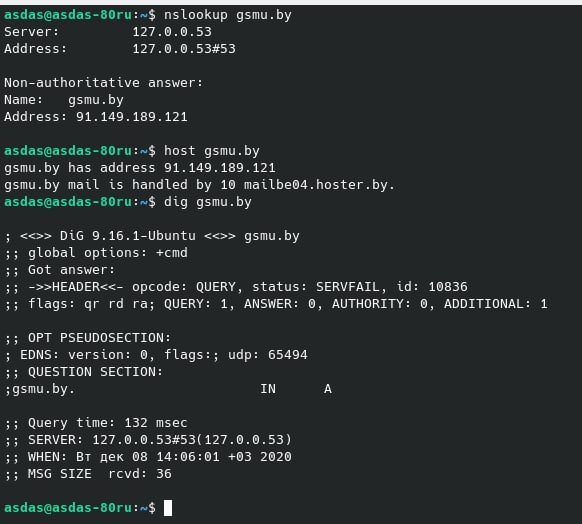 asdas@asdas-80ru:~$ nslookup gsmu.by
Server:         127.0.0.53
Address:        127.0.0.53#53

Non-authoritative answer:
Name:   gsmu.by
Address: 91.149.189.121

asdas@asdas-80ru:~$ host gsmu.by
gsmu.by has address 91.149.189.121
gsmu.by mail is handled by 10 mailbe04.hoster.by.
asdas@asdas-80ru:~$ dig gsmu.by

; <<>> DiG 9.16.1-Ubuntu <<>> gsmu.by
;; global options: +cmd
;; Got answer:
;; ->>HEADER<<- opcode: QUERY, status: SERVFAIL, id: 10836
;; flags: qr rd ra; QUERY: 1, ANSWER: 0, AUTHORITY: 0, ADDITIONAL: 1

;; OPT PSEUDOSECTION:
; EDNS: version: 0, flags:; udp: 65494
;; QUESTION SECTION:
;gsmu.by.                       IN      A

;; Query time: 132 msec
;; SERVER: 127.0.0.53#53(127.0.0.53)
;; WHEN: Вт дек 08 14:06:01 +03 2020
;; MSG SIZE  rcvd: 36

asdas@asdas-80ru:~$